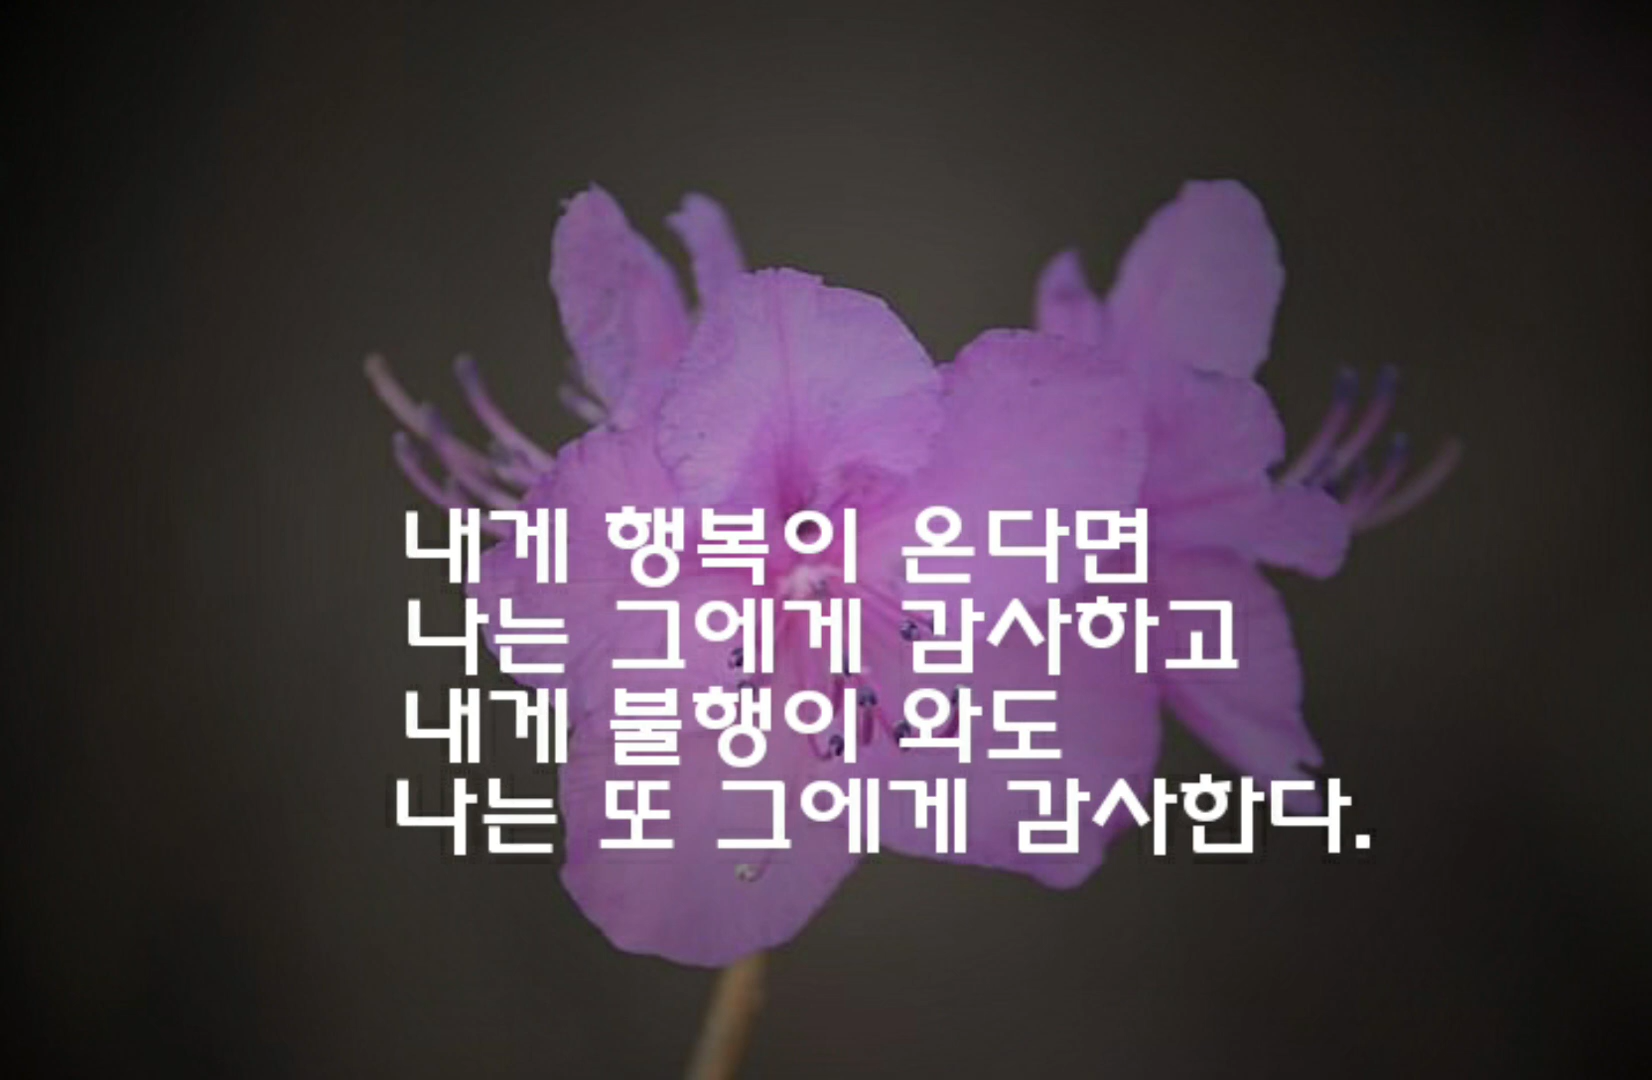 내게 행복이 온다면
나는 그에게 감사하고
내게 불행이 와도
나는 또 그에게 감사한다.